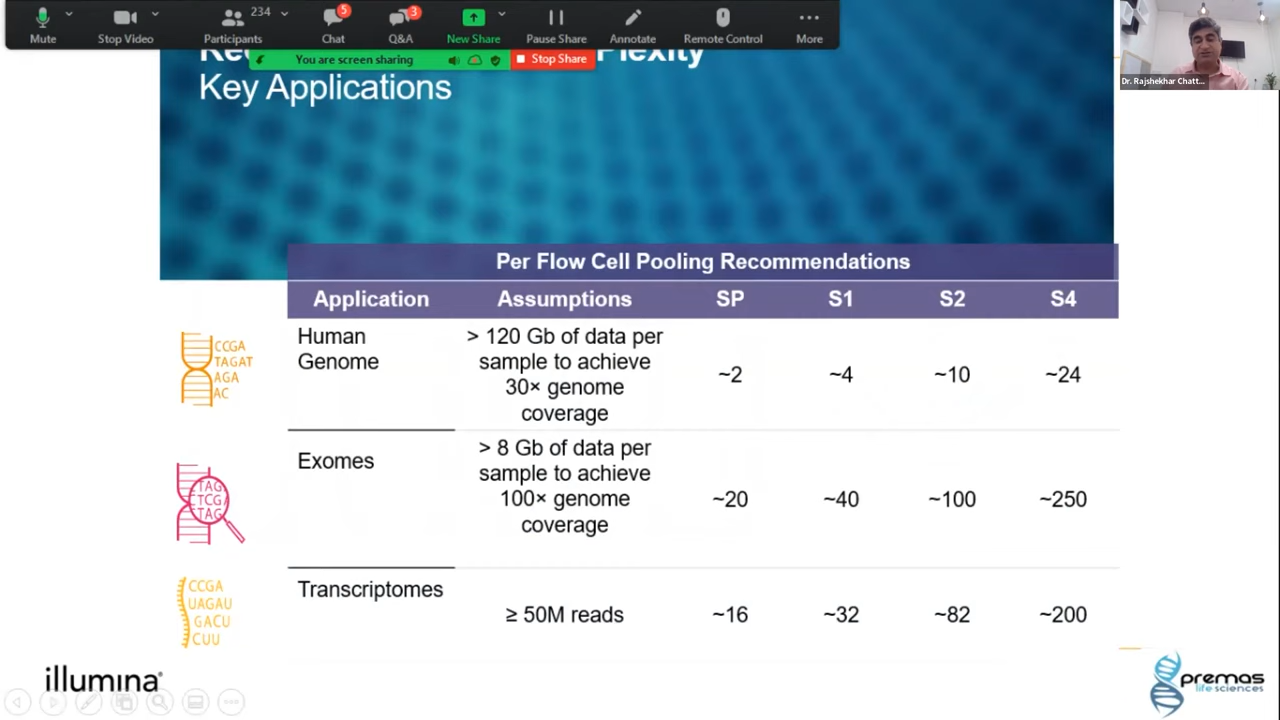 234
5
3
Mute
Stop Video
Participants
Chat
Q&A
New Share
Pause Share
Annotate
Remote Control
More
You are screen sharing
Stop Share
Dr. Rajshekhar Chatt...
Key Applications
Per Flow Cell Pooling Recommendations
Application Assumptions SP S1 S2 S4
Human
Genome
> 120 Gb of data per
sample to achieve
30× genome
coverage
~2 ~4 ~10 ~24
CCGA
TAGAT
AGA
AC
Exomes
> 8 Gb of data per
sample to achieve
100× genome
coverage
~20 ~40 ~100 ~250
TAG
TCGA
TAG
Transcriptomes
≥ 50M reads
~16 ~32 ~82 ~200
CCGA
UAGAU
GACU
CUU
illumina®
premas
life sciences